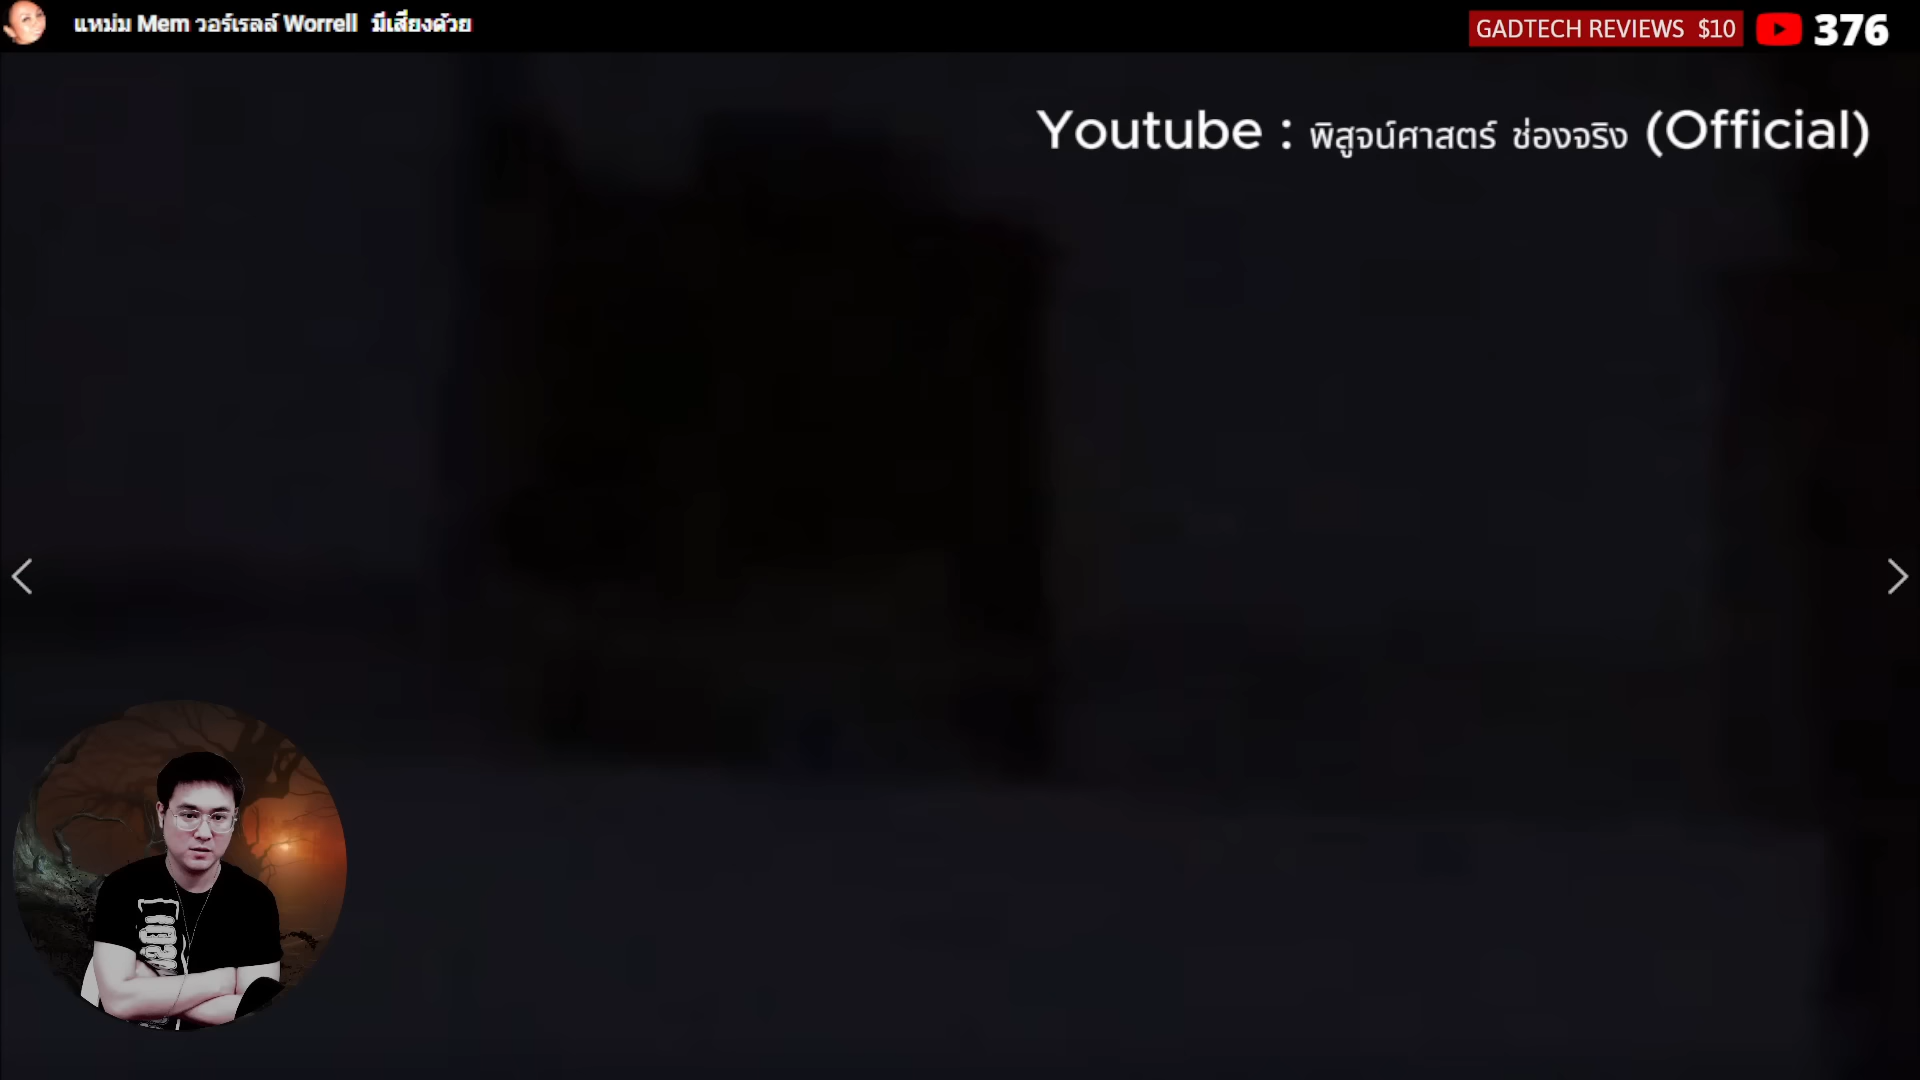 แหม่ม Mem วอร์เรลล์ Worrell มีเสียงด้วย
GADTECH REVIEWS $10
376
Youtube : พิสูจน์ศาสตร์ ช่องจริง (Official)